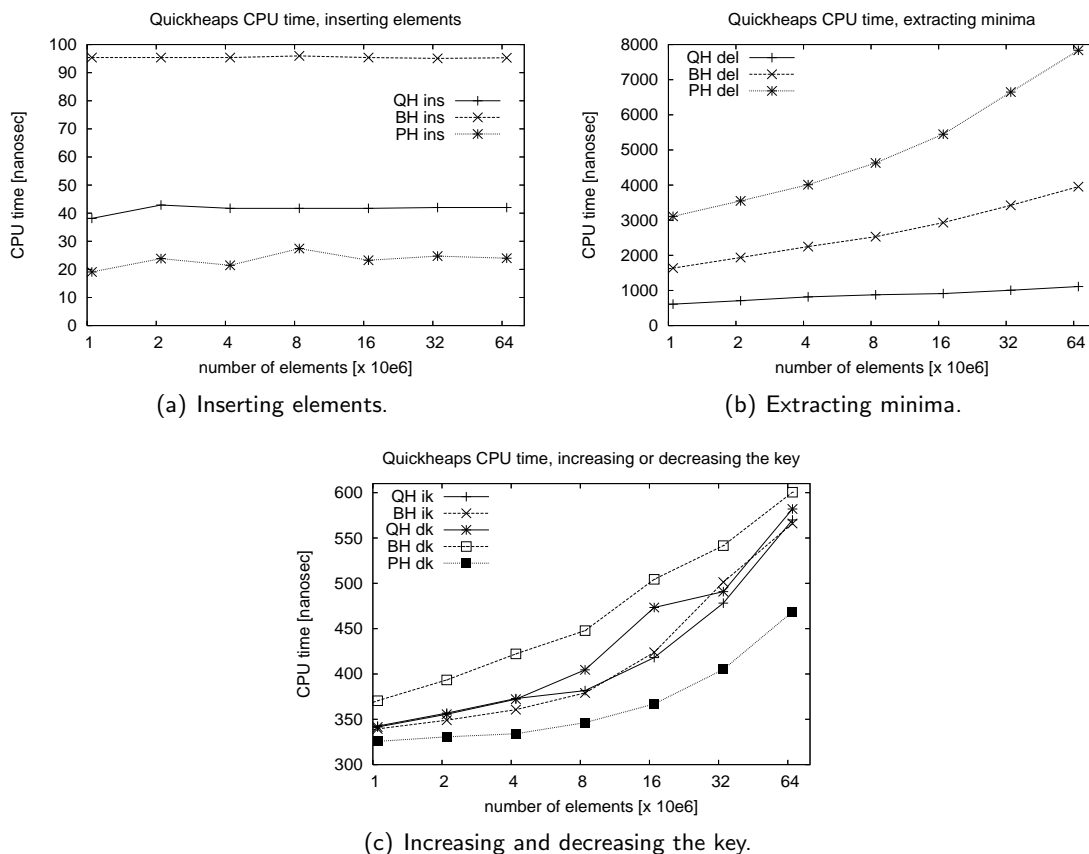 Quickheaps CPU time, inserting elements
100
90
80
70
60
50
40
30
20
10
0
CPU time [nanosec]
QH ins
BH ins
PH ins
1 2 4 8 16 32 64
number of elements [x 10e6]
(a) Inserting elements.
Quickheaps CPU time, extracting minima
8000
7000
6000
5000
4000
3000
2000
1000
0
CPU time [nanosec]
QH del
BH del
PH del
1 2 4 8 16 32 64
number of elements [x 10e6]
(b) Extracting minima.
Quickheaps CPU time, increasing or decreasing the key
600
550
500
450
400
350
300
CPU time [nanosec]
QH ik
BH ik
QH dk
BH dk
PH dk
1 2 4 8 16 32 64
number of elements [x 10e6]
(c) Increasing and decreasing the key.